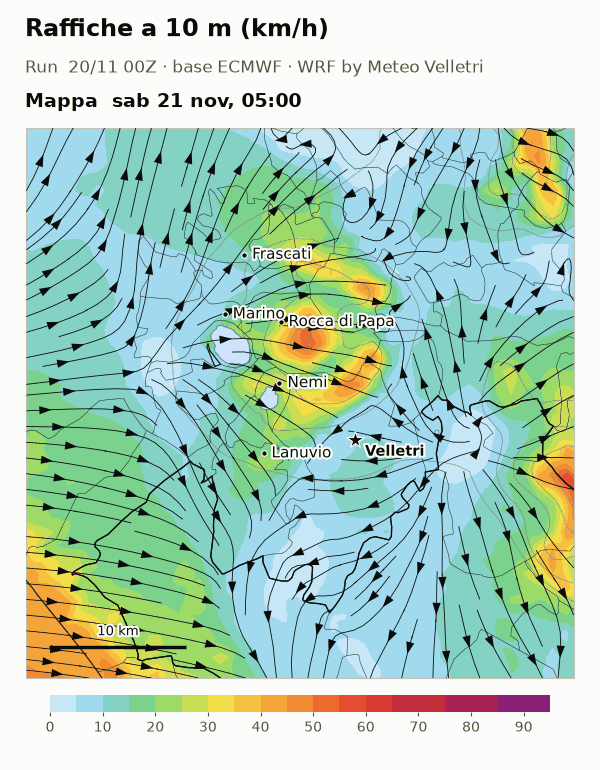 Raffiche a 10 m (km/h)
Run  20/11 00Z · base ECMWF · WRF by Meteo Velletri
Mappa  sab 21 nov, 05:00
Frascati
Marino
Rocca di Papa
Nemi
Velletri
Lanuvio
10 km
0 10 20 30 40 50 60 70 80 90